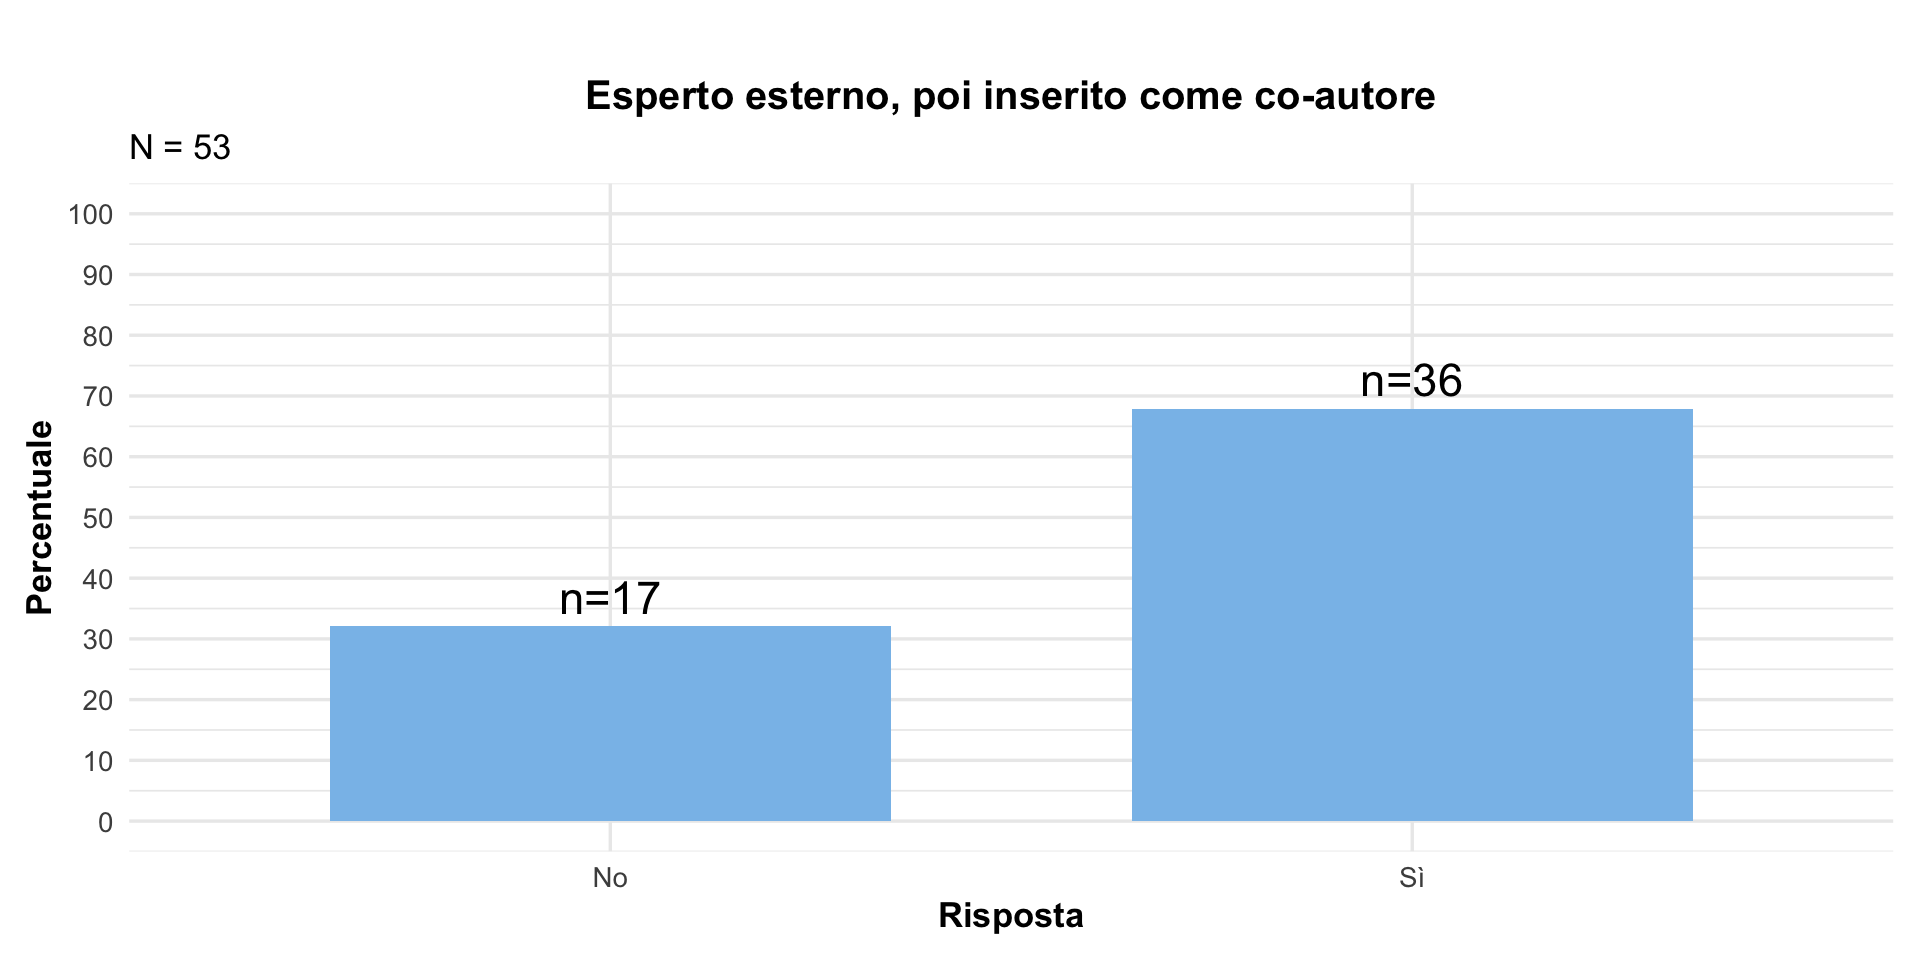 Esperto esterno, poi inserito come co-autore
N = 53
100
90
80
70
60
50
40
30
20
10
0
Percentuale
n=17
n=36
No
Sì
Risposta